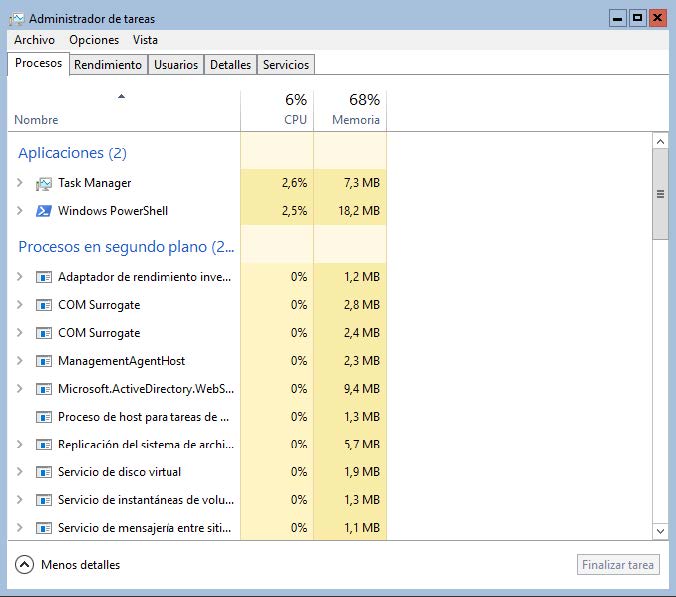 Administrador de tareas
Archivo Opciones Vista
Procesos Rendimiento Usuarios Detalles Servicios
6% 68%
Nombre CPU Memoria
Aplicaciones (2)
Task Manager 2,6% 7,3 MB
Windows PowerShell 2,5% 18,2 MB
Procesos en segundo plano (2...
Adaptador de rendimiento inve... 0% 1,2 MB
COM Surrogate 0% 2,8 MB
COM Surrogate 0% 2,4 MB
ManagementAgentHost 0% 2,3 MB
Microsoft.ActiveDirectory.WebS... 0% 9,4 MB
Proceso de host para tareas de ... 0% 1,3 MB
Replicación del sistema de archi... 0% 5,7 MB
Servicio de disco virtual 0% 1,9 MB
Servicio de instantáneas de volu... 0% 1,3 MB
Servicio de mensajería entre siti... 0% 1,1 MB
Menos detalles Finalizar tarea